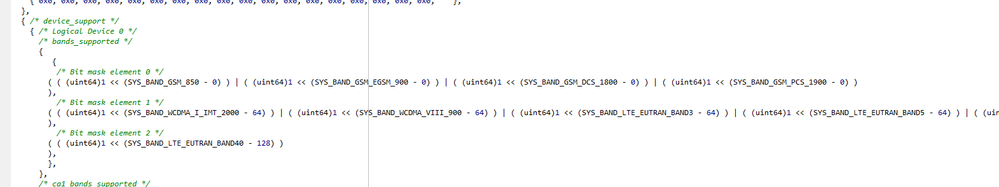 { 0x0, 0x0, 0x0, 0x0, 0x0, 0x0, 0x0, 0x0, 0x0, 0x0, 0x0, 0x0, 0x0, 0x0, 0x0, 0x0, 0x0, 0x0, },
},
{ /* device_support */
{ /* Logical Device 0 */
/* bands_supported */
{
{
/* Bit mask element 0 */
( ( (uint64)1 << (SYS_BAND_GSM_850 - 0) ) | ( (uint64)1 << (SYS_BAND_GSM_EGSM_900 - 0) ) | ( (uint64)1 << (SYS_BAND_GSM_DCS_1800 - 0) ) | ( (uint64)1 << (SYS_BAND_GSM_PCS_1900 - 0) )
),
/* Bit mask element 1 */
( ( (uint64)1 << (SYS_BAND_WCDMA_I_IMT_2000 - 64) ) | ( (uint64)1 << (SYS_BAND_WCDMA_VIII_900 - 64) ) | ( (uint64)1 << (SYS_BAND_LTE_EUTRAN_BAND3 - 64) ) | ( (uint64)1 << (SYS_BAND_LTE_EUTRAN_BAND5 - 64) ) | ( (uin
),
/* Bit mask element 2 */
( ( (uint64)1 << (SYS_BAND_LTE_EUTRAN_BAND40 - 128) )
),
},
},
/* ca1 bands supported */